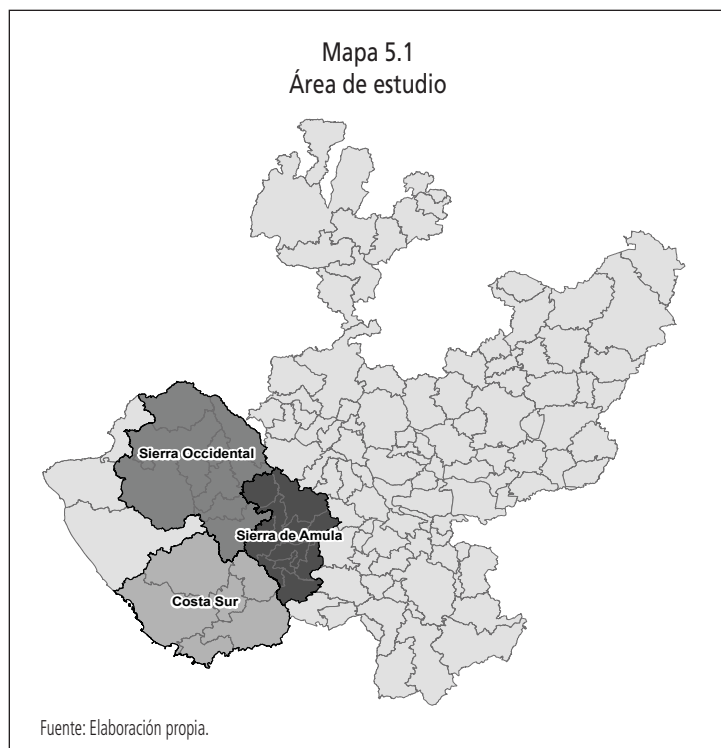 Mapa 5.1
Área de estudio
Sierra Occidental
Sierra de Amula
Costa Sur
Fuente: Elaboración propia.